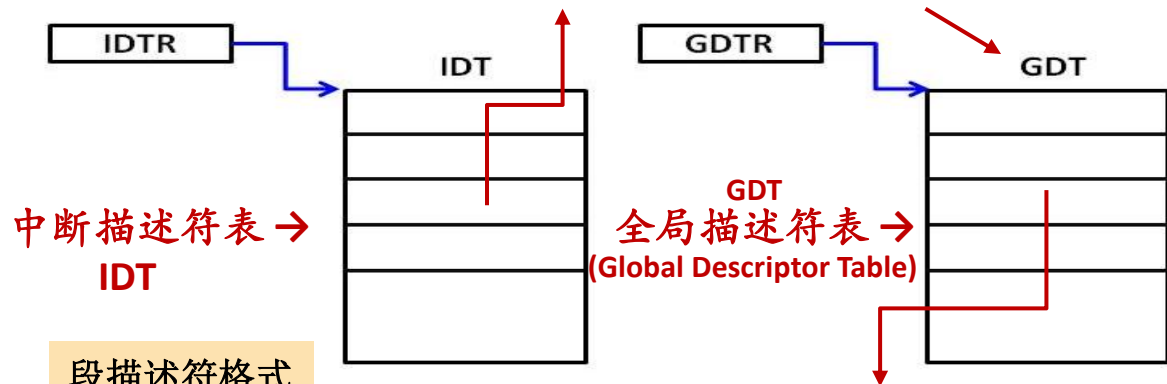 IDTR
IDT
GDTR
GDT
中断描述符表 →
IDT
GDT
全局描述符表 →
(Global Descriptor Table)
段描述符格式